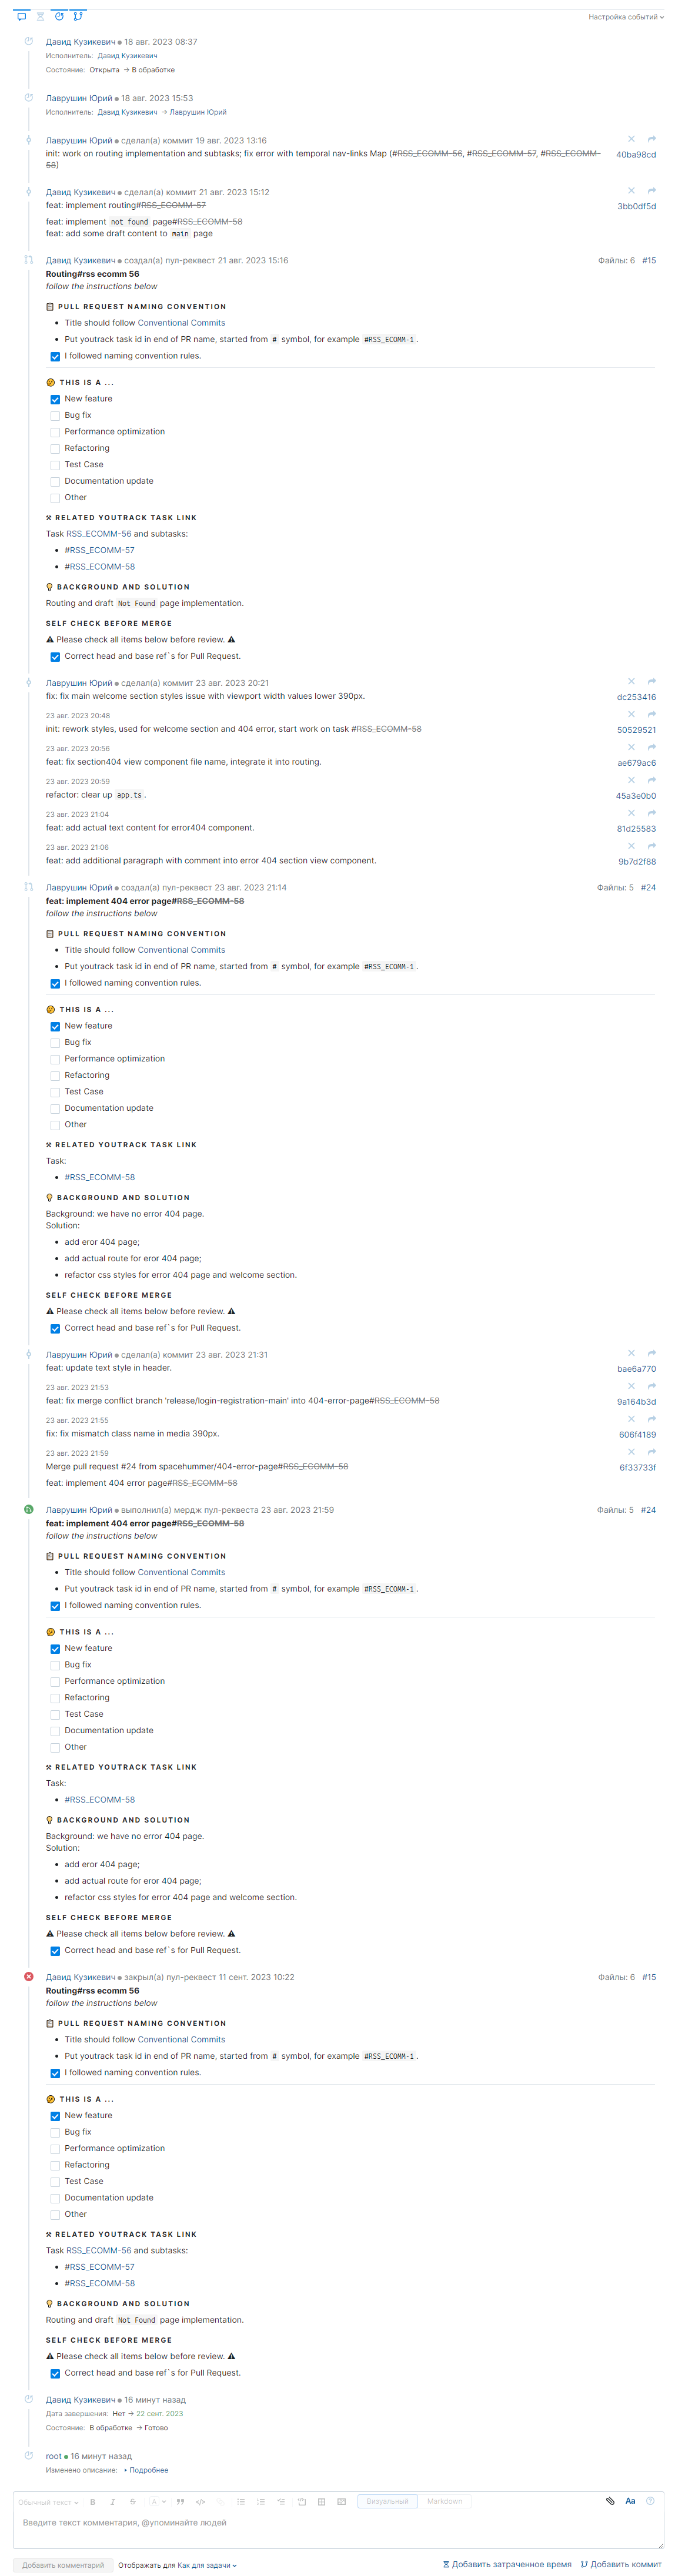 Настройка событий
Давид Кузикевич 18 авг. 2023 08:37
Исполнитель: Давид Кузикевич
Состояние: Открыта → В обработке
Лаврушин Юрий 18 авг. 2023 15:53
Исполнитель: Давид Кузикевич → Лаврушин Юрий
Лаврушин Юрий сделал(а) коммит 19 авг. 2023 13:16
init: work on routing implementation and subtasks; fix error with temporal nav-links Map (#RSS_ECOMM-56, #RSS_ECOMM-57, #RSS_ECOMM- 40ba98cd
58)
Давид Кузикевич сделал(а) коммит 21 авг. 2023 15:12
feat: implement routing#RSS_ECOMM-57 3bb0df5d
feat: implement not found page#RSS_ECOMM-58
feat: add some draft content to main page
Давид Кузикевич создал(а) пул-реквест 21 авг. 2023 15:16 Файлы: 6 #15
Routing#rss ecomm 56
follow the instructions below
📋 PULL REQUEST NAMING CONVENTION
• Title should follow Conventional Commits
• Put youtrack task id in end of PR name, started from # symbol, for example #RSS_ECOMM-1.
I followed naming convention rules.
🤔 THIS IS A ...
New feature
Bug fix
Performance optimization
Refactoring
Test Case
Documentation update
Other
⚒ RELATED YOUTRACK TASK LINK
Task RSS_ECOMM-56 and subtasks:
• #RSS_ECOMM-57
• #RSS_ECOMM-58
💡 BACKGROUND AND SOLUTION
Routing and draft Not Found page implementation.
SELF CHECK BEFORE MERGE
⚠ Please check all items below before review. ⚠
Correct head and base ref`s for Pull Request.
Лаврушин Юрий сделал(а) коммит 23 авг. 2023 20:21
fix: fix main welcome section styles issue with viewport width values lower 390px. dc253416
23 авг. 2023 20:48
init: rework styles, used for welcome section and 404 error, start work on task #RSS_ECOMM-58 50529521
23 авг. 2023 20:56
feat: fix section404 view component file name, integrate it into routing. ae679ac6
23 авг. 2023 20:59
refactor: clear up app.ts. 45a3e0b0
23 авг. 2023 21:04
feat: add actual text content for error404 component. 81d25583
23 авг. 2023 21:06
feat: add additional paragraph with comment into error 404 section view component. 9b7d2f88
Лаврушин Юрий создал(а) пул-реквест 23 авг. 2023 21:14 Файлы: 5 #24
feat: implement 404 error page#RSS_ECOMM-58
follow the instructions below
📋 PULL REQUEST NAMING CONVENTION
• Title should follow Conventional Commits
• Put youtrack task id in end of PR name, started from # symbol, for example #RSS_ECOMM-1.
I followed naming convention rules.
🤔 THIS IS A ...
New feature
Bug fix
Performance optimization
Refactoring
Test Case
Documentation update
Other
⚒ RELATED YOUTRACK TASK LINK
Task:
• #RSS_ECOMM-58
💡 BACKGROUND AND SOLUTION
Background: we have no error 404 page.
Solution:
• add eror 404 page;
• add actual route for eror 404 page;
• refactor css styles for error 404 page and welcome section.
SELF CHECK BEFORE MERGE
⚠ Please check all items below before review. ⚠
Correct head and base ref`s for Pull Request.
Лаврушин Юрий сделал(а) коммит 23 авг. 2023 21:31
feat: update text style in header. bae6a770
23 авг. 2023 21:53
feat: fix merge conflict branch 'release/login-registration-main' into 404-error-page#RSS_ECOMM-58 9a164b3d
23 авг. 2023 21:55
fix: fix mismatch class name in media 390px. 606f4189
23 авг. 2023 21:59
Merge pull request #24 from spacehummer/404-error-page#RSS_ECOMM-58 6f33733f
feat: implement 404 error page#RSS_ECOMM-58
Лаврушин Юрий выполнил(а) мердж пул-реквеста 23 авг. 2023 21:59 Файлы: 5 #24
feat: implement 404 error page#RSS_ECOMM-58
follow the instructions below
📋 PULL REQUEST NAMING CONVENTION
• Title should follow Conventional Commits
• Put youtrack task id in end of PR name, started from # symbol, for example #RSS_ECOMM-1.
I followed naming convention rules.
🤔 THIS IS A ...
New feature
Bug fix
Performance optimization
Refactoring
Test Case
Documentation update
Other
⚒ RELATED YOUTRACK TASK LINK
Task:
• #RSS_ECOMM-58
💡 BACKGROUND AND SOLUTION
Background: we have no error 404 page.
Solution:
• add eror 404 page;
• add actual route for eror 404 page;
• refactor css styles for error 404 page and welcome section.
SELF CHECK BEFORE MERGE
⚠ Please check all items below before review. ⚠
Correct head and base ref`s for Pull Request.
Давид Кузикевич закрыл(а) пул-реквест 11 сент. 2023 10:22 Файлы: 6 #15
Routing#rss ecomm 56
follow the instructions below
📋 PULL REQUEST NAMING CONVENTION
• Title should follow Conventional Commits
• Put youtrack task id in end of PR name, started from # symbol, for example #RSS_ECOMM-1.
I followed naming convention rules.
🤔 THIS IS A ...
New feature
Bug fix
Performance optimization
Refactoring
Test Case
Documentation update
Other
⚒ RELATED YOUTRACK TASK LINK
Task RSS_ECOMM-56 and subtasks:
• #RSS_ECOMM-57
• #RSS_ECOMM-58
💡 BACKGROUND AND SOLUTION
Routing and draft Not Found page implementation.
SELF CHECK BEFORE MERGE
⚠ Please check all items below before review. ⚠
Correct head and base ref`s for Pull Request.
Давид Кузикевич 16 минут назад
Дата завершения: Нет → 22 сент. 2023
Состояние: В обработке → Готово
root 16 минут назад
Изменено описание: Подробнее
Обычный текст B I S A Визуальный Markdown Aa
Введите текст комментария, @упоминайте людей
Добавить комментарий Отображать для Как для задачи Добавить затраченное время Добавить коммит